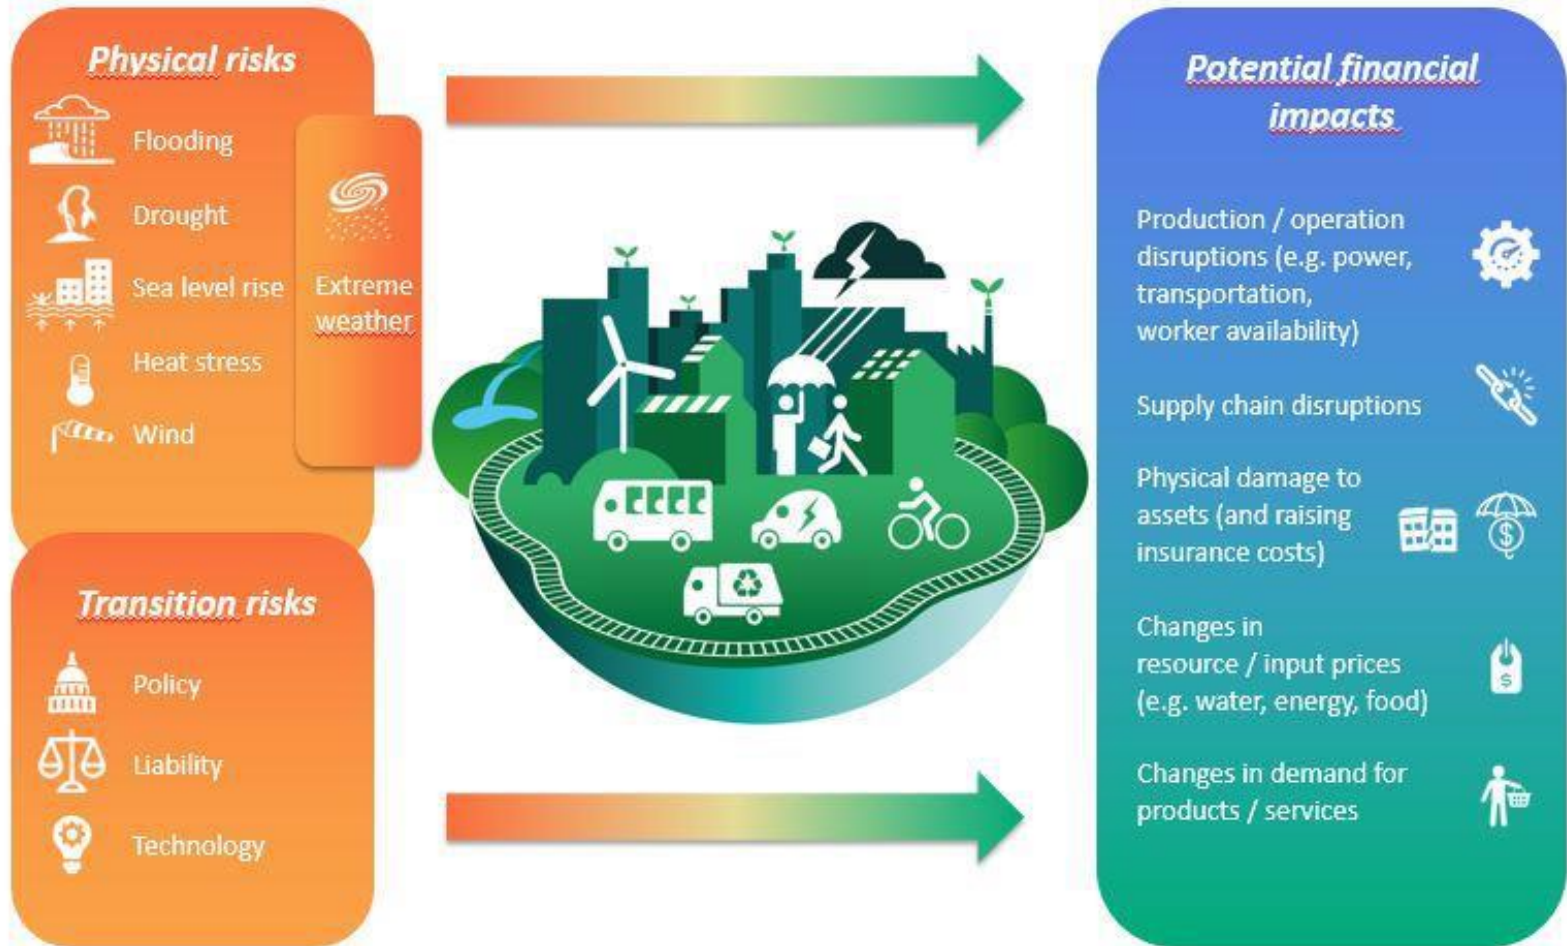 Physical risks
Flooding
Drought
Sea level rise
Heat stress
Wind
Extreme
weather
Transition risks
Policy
Liability
Technology
Potential financial
impacts
Production / operation
disruptions (e.g. power,
transportation,
worker availability)
Supply chain disruptions
Physical damage to
assets (and raising
insurance costs)
$
Changes in
resource / input prices
(e.g. water, energy, food)
$
Changes in demand for
products / services